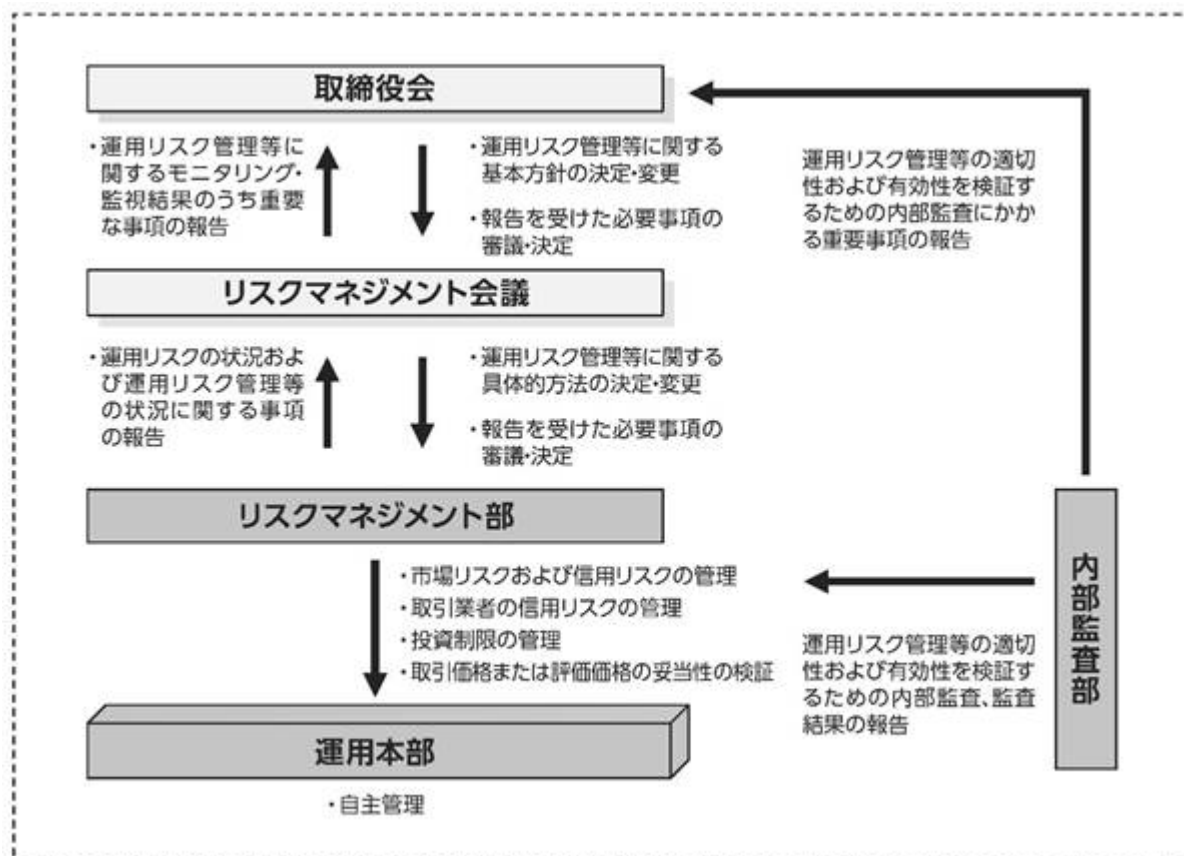 取締役会
・運用リスク管理等に
関するモニタリング・
監視結果のうち重要
な事項の報告
・運用リスク管理等に関する
基本方針の決定・変更
・報告を受けた必要事項の
審議・決定
運用リスク管理等の適切
性および有効性を検証す
るための内部監査にかか
る重要事項の報告
リスクマネジメント会議
・運用リスクの状況およ
び運用リスク管理等
の状況に関する事項
の報告
・運用リスク管理等に関する
具体的方法の決定・変更
・報告を受けた必要事項の
審議・決定
リスクマネジメント部
・市場リスクおよび信用リスクの管理
・取引業者の信用リスクの管理
・投資制限の管理
・取引価格または評価価格の妥当性の検証
内部監査部
運用リスク管理等の適切
性および有効性を検証す
るための内部監査、監査
結果の報告
運用本部
・自主管理